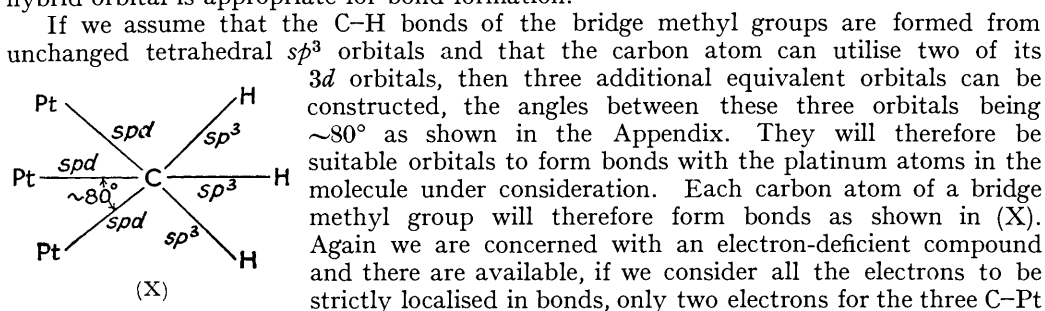 hybrid orbital is appropriate for bond formation.
If we assume that the C–H bonds of the bridge methyl groups are formed from
unchanged tetrahedral sp³ orbitals and that the carbon atom can utilise two of its
3d orbitals, then three additional equivalent orbitals can be
constructed, the angles between these three orbitals being
~80° as shown in the Appendix. They will therefore be
suitable orbitals to form bonds with the platinum atoms in the
molecule under consideration. Each carbon atom of a bridge
methyl group will therefore form bonds as shown in (X).
Again we are concerned with an electron-deficient compound
and there are available, if we consider all the electrons to be
strictly localised in bonds, only two electrons for the three C–Pt
Pt H
spd sp³
Pt spd C sp³ H
~80°
spd sp³
Pt H
(X)